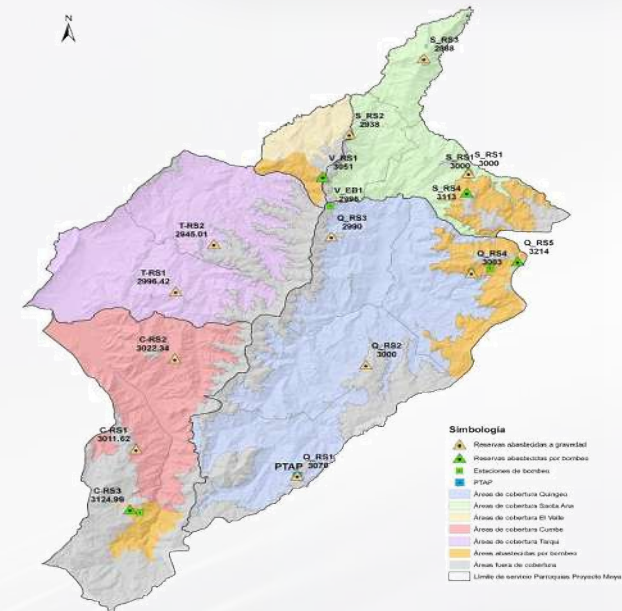 N
S_RS3
2988
S_RS2
2938
V_RS1
3051
S_RS1
3000
S_RS1
3000
S_RS4
3113
V_EB1
2996
Q_RS3
2990
T-RS2
2945.01
Q_RS5
3214
Q_RS4
3083
T-RS1
2996.42
C-RS2
3022.34
Q_RS2
3000
C-RS1
3011.62
Q_RS1
3076
PTAP
C-RS3
3124.99
Simbología
Reservas abastecidas a gravedad
Reservas abastecidas por bombeo
Estaciones de bombeo
PTAP
Áreas de cobertura Quingeo
Áreas de cobertura Santa Ana
Áreas de cobertura El Valle
Áreas de cobertura Cumbe
Áreas de cobertura Tarqui
Áreas abastecidas por bombeo
Áreas fuera de cobertura
Límite de servicio Parroquias Proyecto Nero